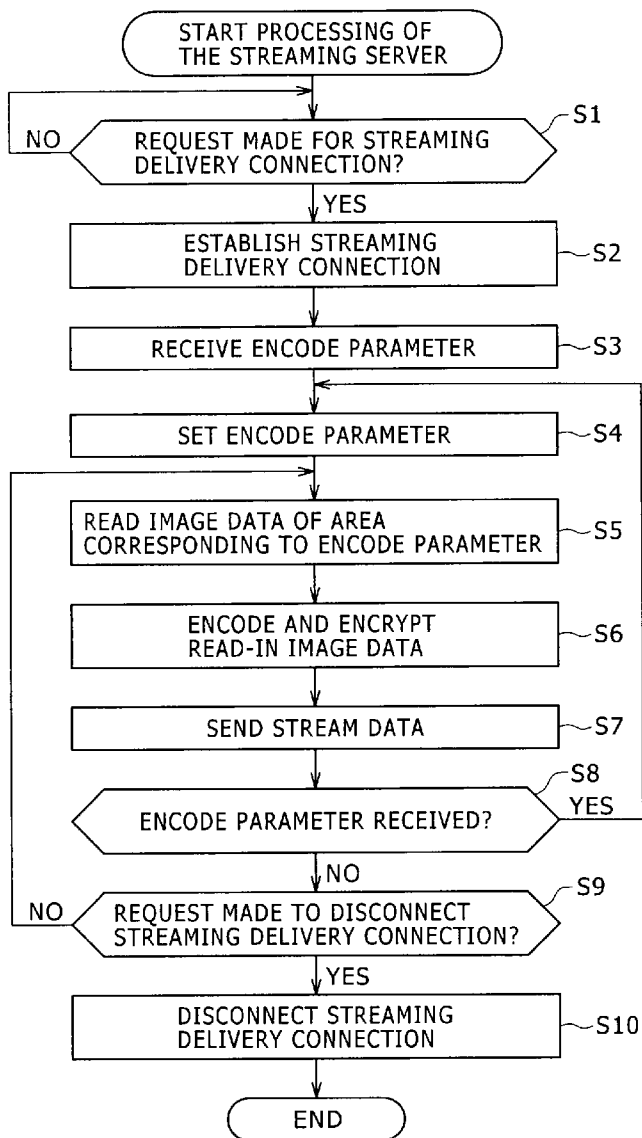 START PROCESSING OF
THE STREAMING SERVER
S1
NO
REQUEST MADE FOR STREAMING
DELIVERY CONNECTION?
YES
ESTABLISH STREAMING
DELIVERY CONNECTION
S2
RECEIVE ENCODE PARAMETER
S3
SET ENCODE PARAMETER
S4
READ IMAGE DATA OF AREA
CORRESPONDING TO ENCODE PARAMETER
S5
ENCODE AND ENCRYPT
READ-IN IMAGE DATA
S6
SEND STREAM DATA
S7
S8
ENCODE PARAMETER RECEIVED?
YES
NO
S9
NO
REQUEST MADE TO DISCONNECT
STREAMING DELIVERY CONNECTION?
YES
DISCONNECT STREAMING
DELIVERY CONNECTION
S10
END